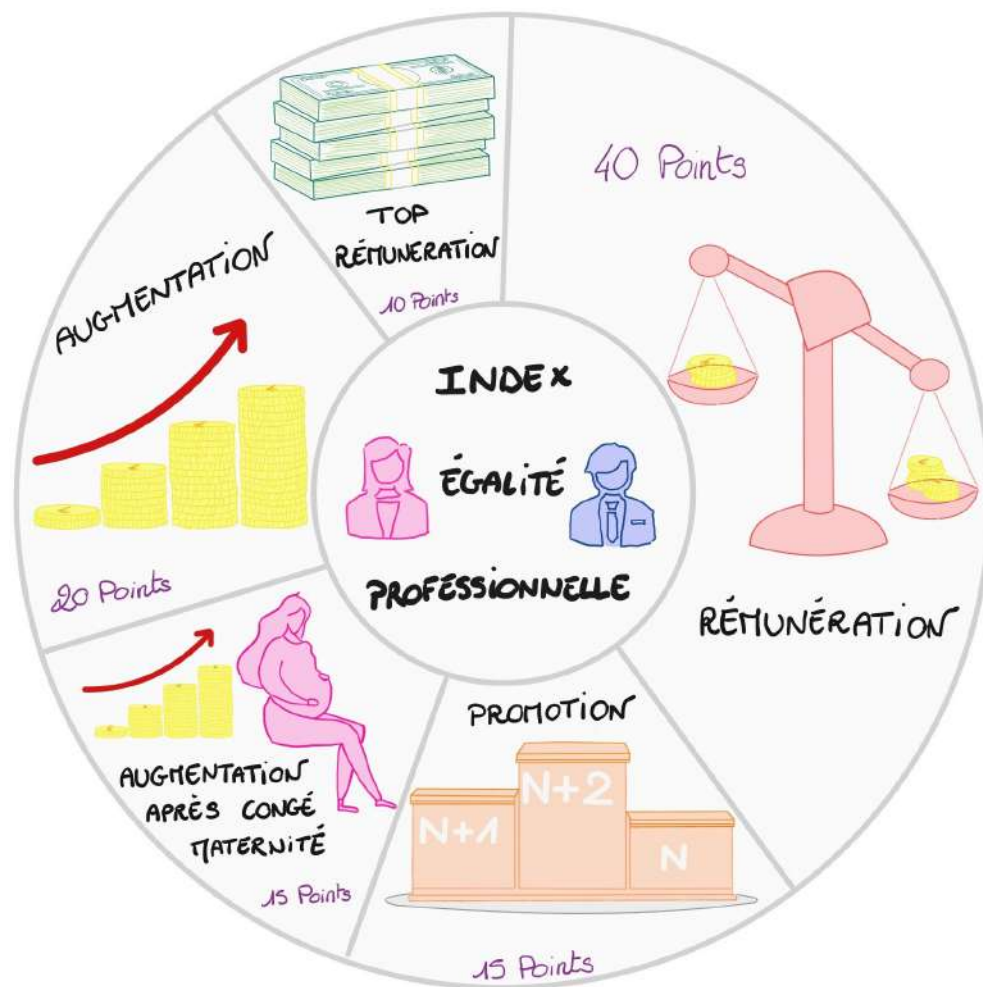 INDEX
ÉGALITÉ
PROFÉSSIONNELLE
40 Points
RÉMUNÉRATION
PROMOTION
N+1
N+2
N
15 Points
AUGMENTATION
APRÈS CONGÉ
MATERNITÉ
15 Points
AUGMENTATION
20 Points
TOP
RÉMUNERATION
10 Points